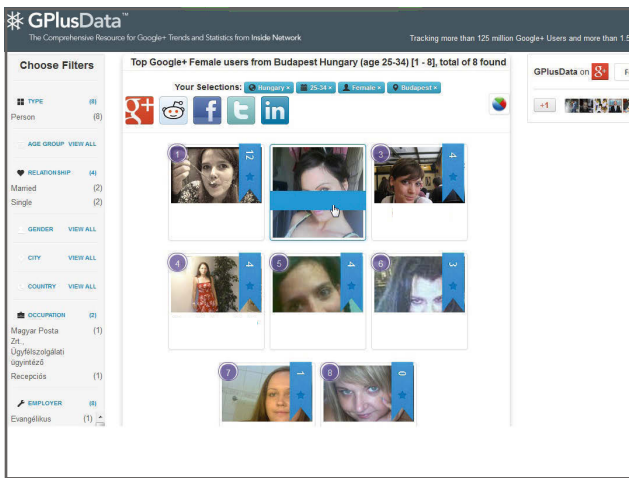 GPlusData™
The Comprehensive Resource for Google+ Trends and Statistics from Inside Network
Tracking more than 125 million Google+ Users and more than 1.5
Choose Filters
TYPE (8)
Person (8)
AGE GROUP VIEW ALL
RELATIONSHIP (4)
Married (2)
Single (2)
GENDER VIEW ALL
CITY VIEW ALL
COUNTRY VIEW ALL
OCCUPATION (2)
Magyar Posta (1)
Zrt.,
Ügyfélszolgálati
ügyintéző
Recepciós (1)
EMPLOYER (8)
Evangélikus (1)
Top Google+ Female users from Budapest Hungary (age 25-34) [1 - 8], total of 8 found
Your Selections: Hungary × 25-34 × Female × Budapest ×
g+ f t in
1 12
3 4
4 4
5 4
6 3
7 1
8 0
GPlusData on g+
+1